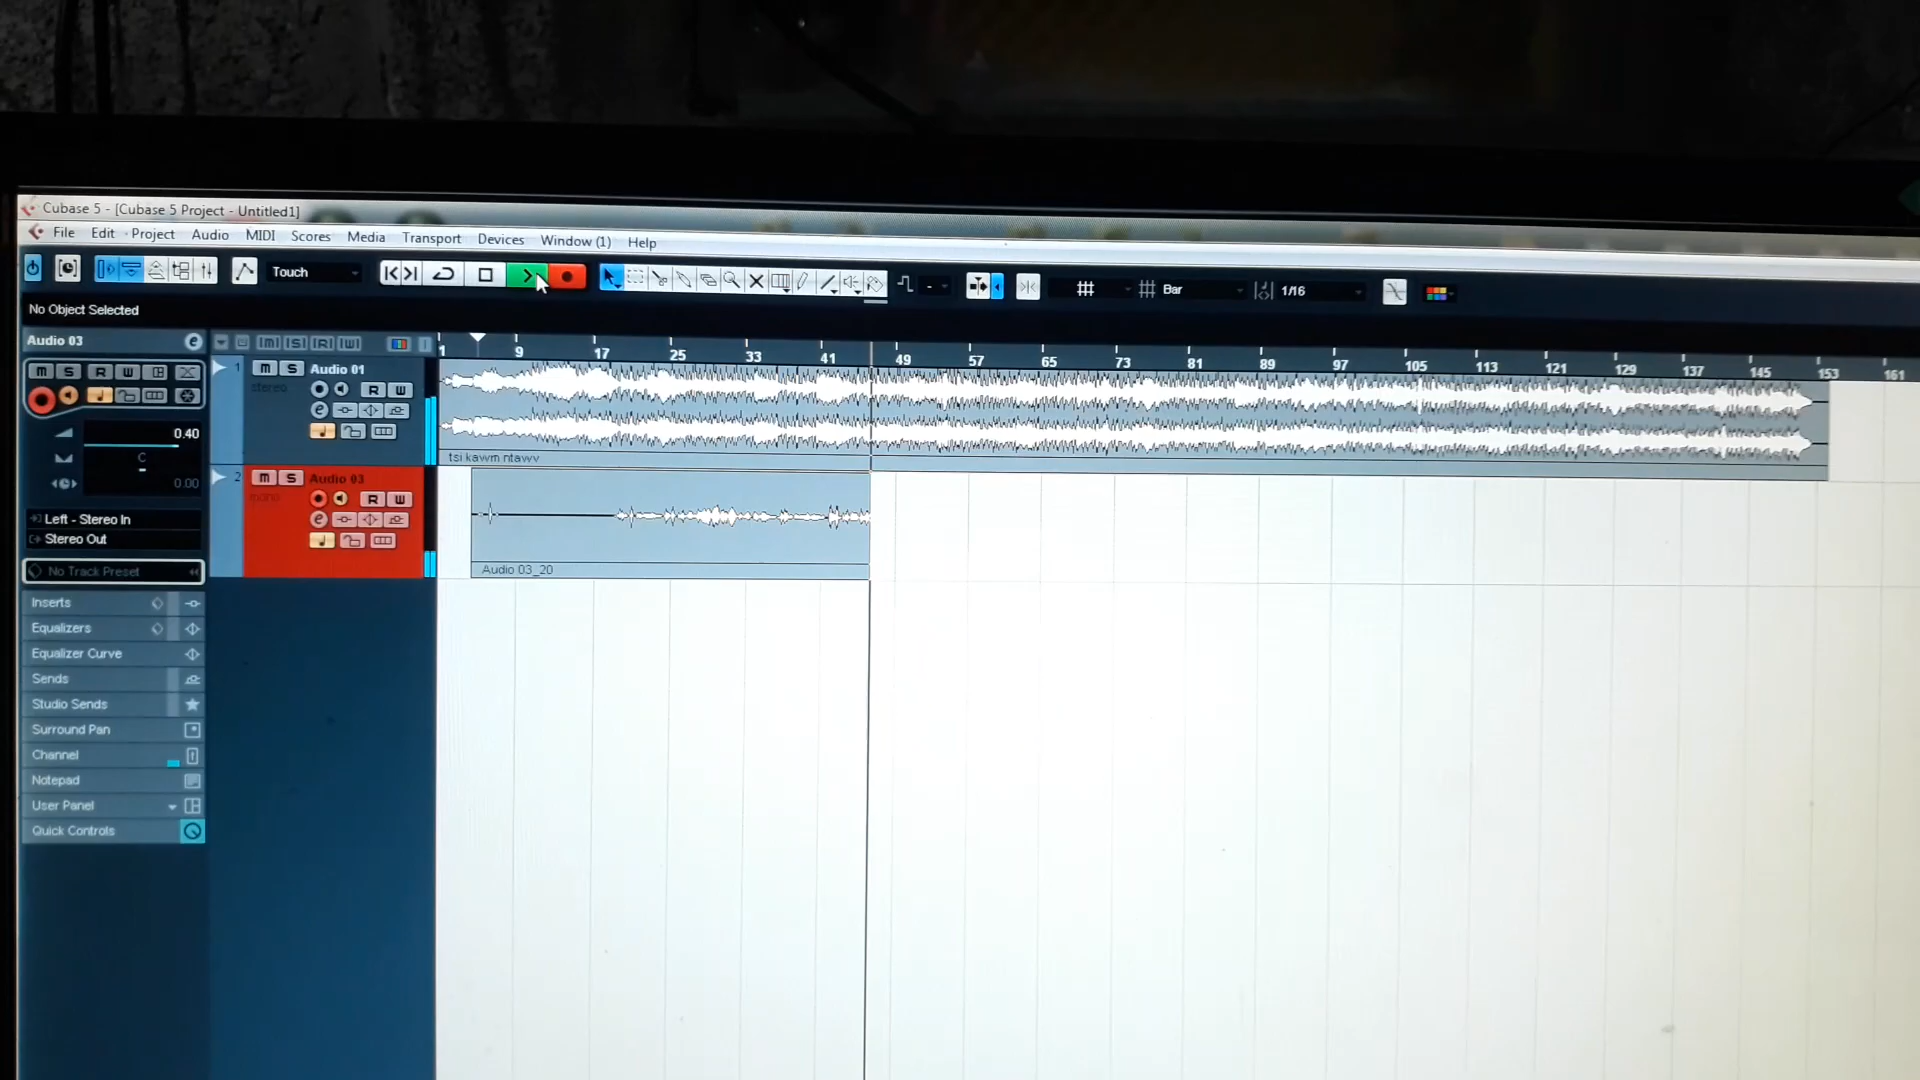 Cubase 5 - [Cubase 5 Project - Untitled1]
File Edit Project Audio MIDI Scores Media Transport Devices Window (1) Help
Touch
Bar
1/16
No Object Selected
Audio 03
1 9 17 25 33 41 49 57 65 73 81 89 97 105 113 121 129 137 145 153 161
M S R W
0.40
C
0.00
Left - Stereo In
Stereo Out
No Track Preset
Inserts
Equalizers
Equalizer Curve
Sends
Studio Sends
Surround Pan
Channel
Notepad
User Panel
Quick Controls
[M] [S] [R] [W]
1 M S Audio 01
stereo
R W
e
tsi kawm ntawv
2 M S Audio 03
mono
R W
e
Audio 03_20